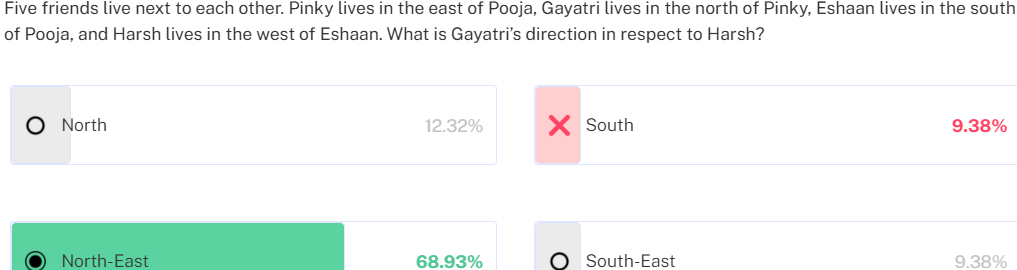 Five friends live next to each other. Pinky lives in the east of Pooja, Gayatri lives in the north of Pinky, Eshaan lives in the south
of Pooja, and Harsh lives in the west of Eshaan. What is Gayatri’s direction in respect to Harsh?
North 12.32%
South 9.38%
North-East 68.93%
South-East 9.38%